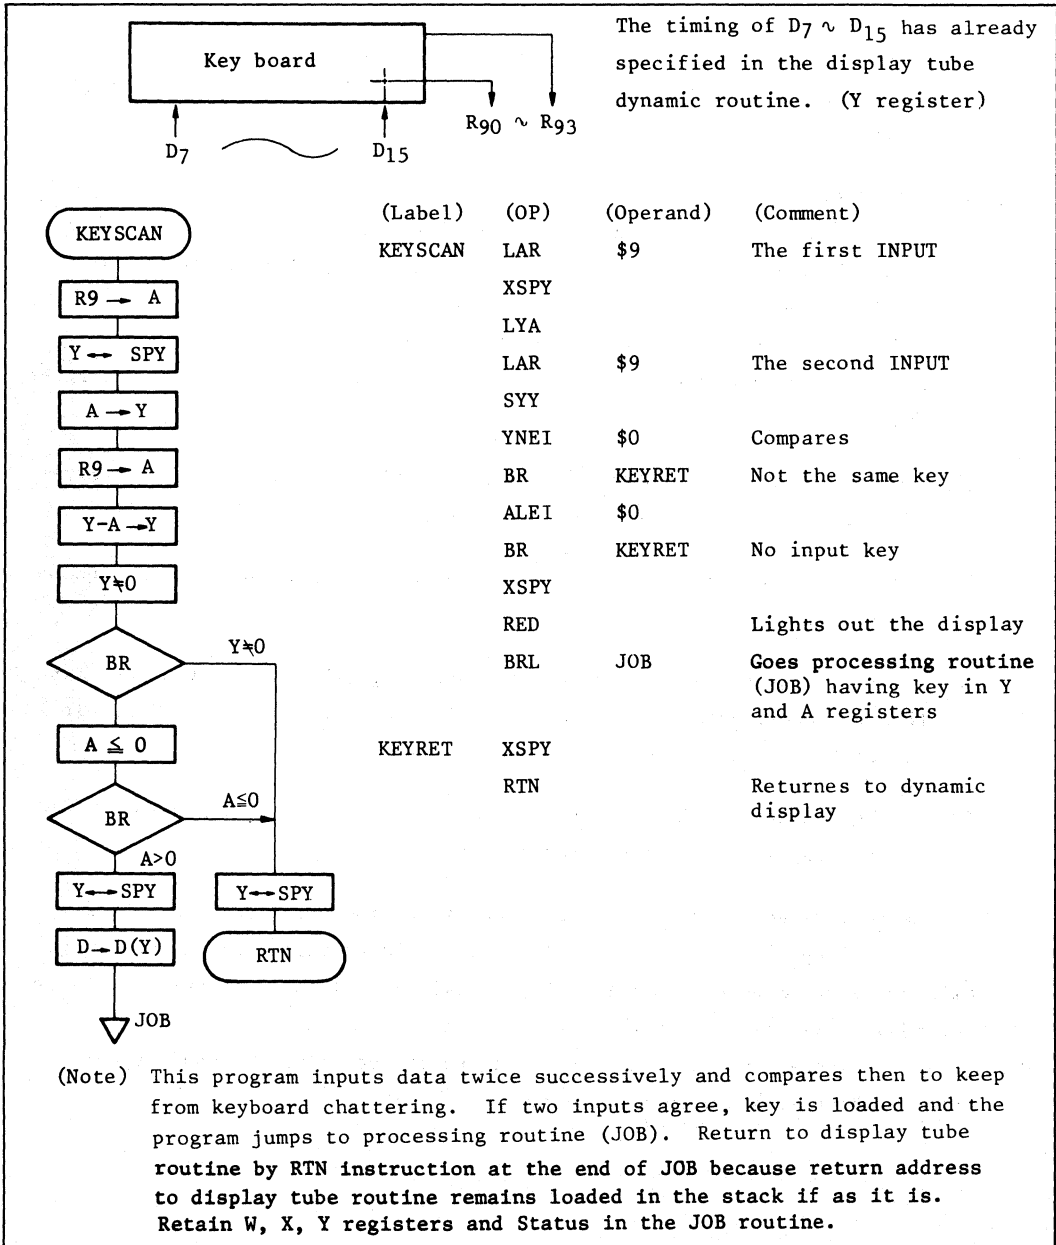 Key board
D7 ∿ D15
R90 ∿ R93
The timing of D7 ∿ D15 has already
specified in the display tube
dynamic routine. (Y register)
KEYSCAN
R9 → A
Y ↔ SPY
A → Y
R9 → A
Y-A → Y
Y≠0
BR
Y≠0
A ≦ 0
BR
A≦0
A>0
Y↔SPY
D→D(Y)
JOB
Y↔SPY
RTN
(Label) (OP) (Operand) (Comment)
KEYSCAN LAR $9 The first INPUT
XSPY
LYA
LAR $9 The second INPUT
SYY
YNEI $0 Compares
BR KEYRET Not the same key
ALEI $0
BR KEYRET No input key
XSPY
RED Lights out the display
BRL JOB Goes processing routine
(JOB) having key in Y
and A registers
KEYRET XSPY
RTN Returnes to dynamic
display
(Note) This program inputs data twice successively and compares then to keep
from keyboard chattering. If two inputs agree, key is loaded and the
program jumps to processing routine (JOB). Return to display tube
routine by RTN instruction at the end of JOB because return address
to display tube routine remains loaded in the stack if as it is.
Retain W, X, Y registers and Status in the JOB routine.